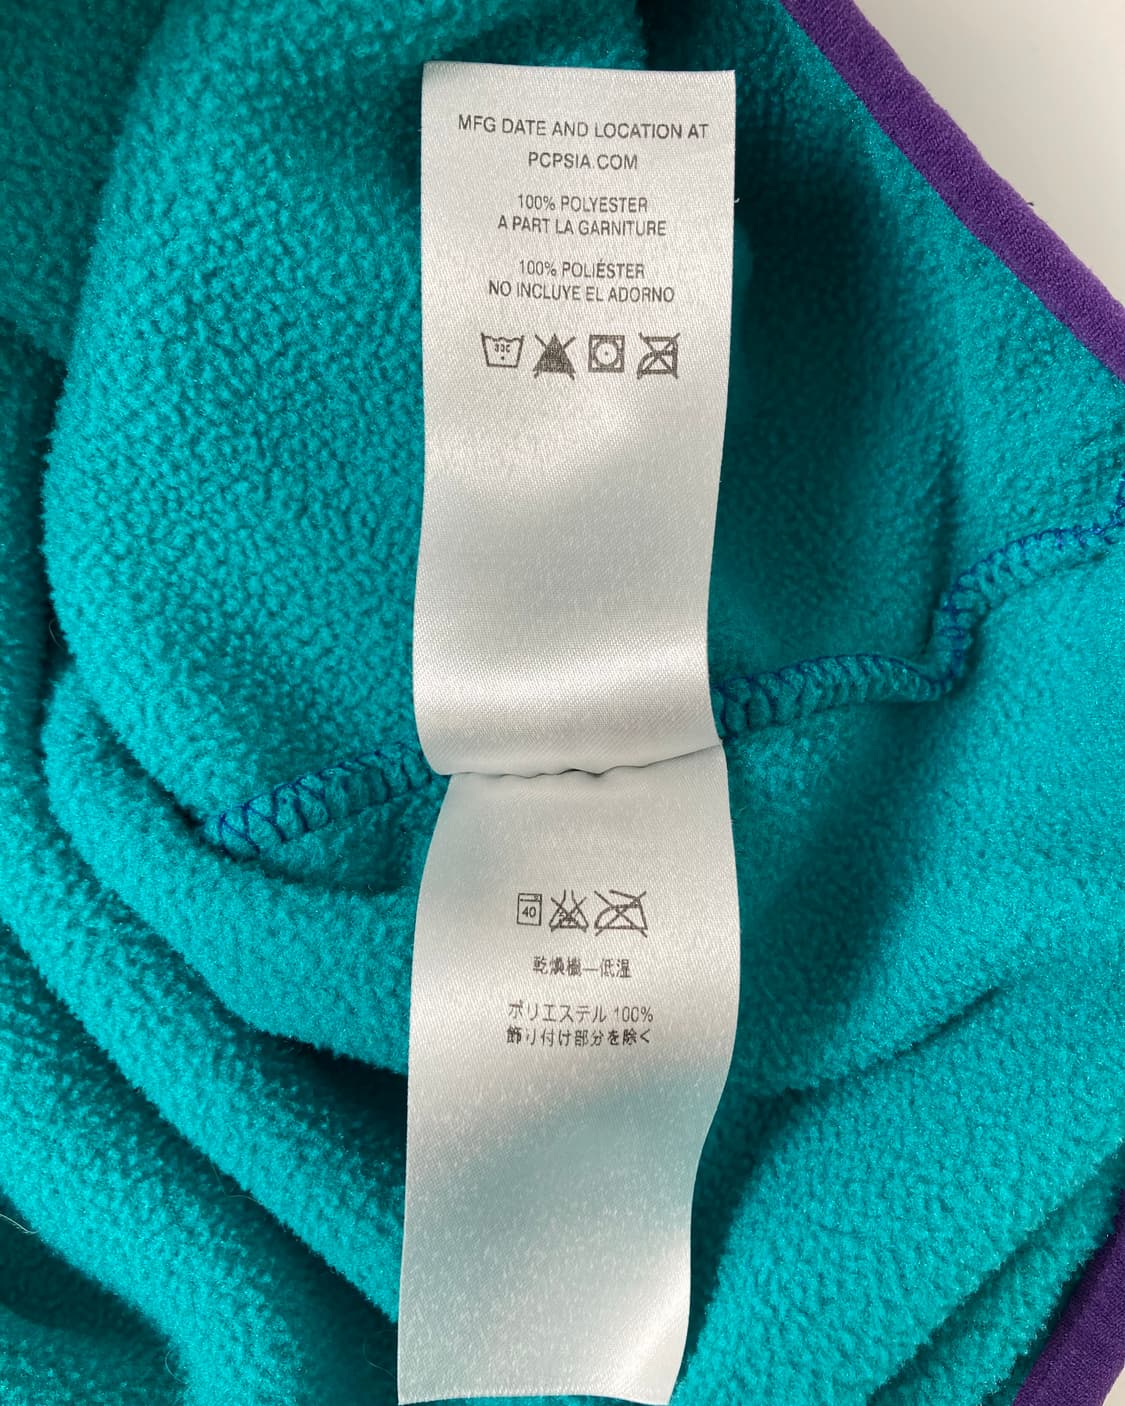 MFG DATE AND LOCATION AT
PCPSIA.COM
100% POLYESTER
A PART LA GARNITURE
100% POLIÉSTER
NO INCLUYE EL ADORNO
40
乾燥機—低温
ポリエステル 100%
飾り付け部分を除く